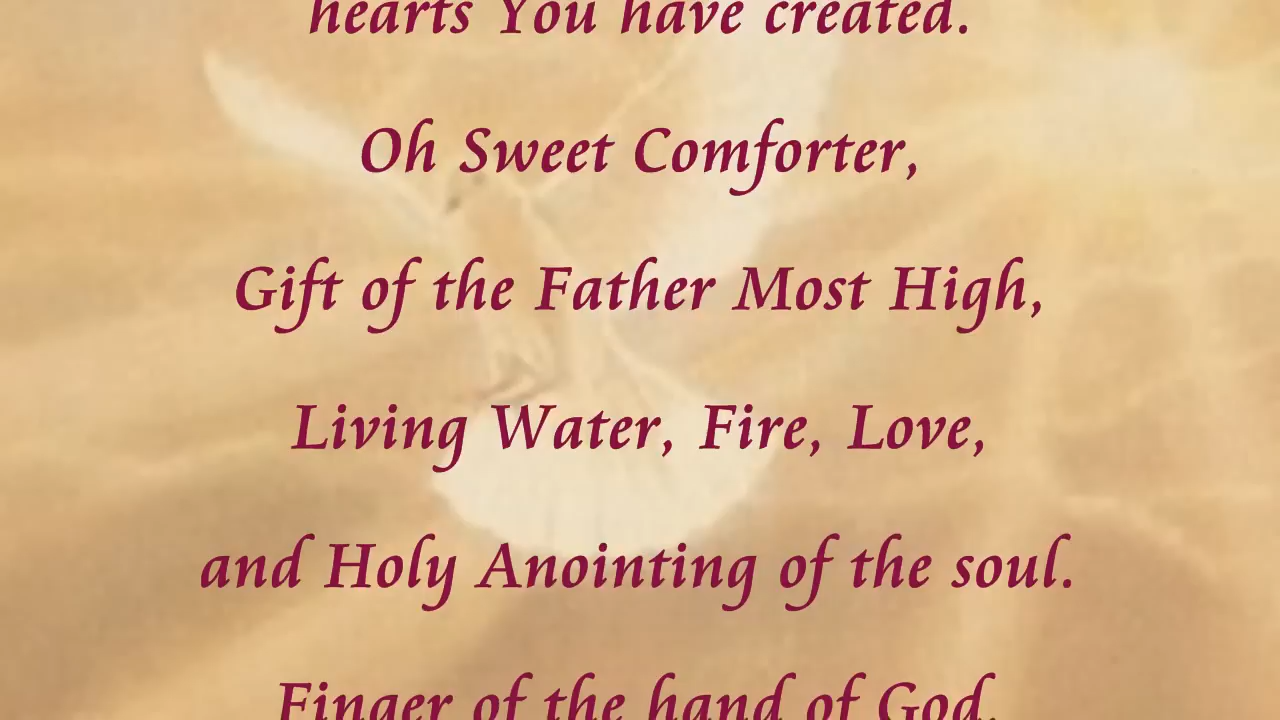 hearts You have created.
Oh Sweet Comforter,
Gift of the Father Most High,
Living Water, Fire, Love,
and Holy Anointing of the soul.
Finger of the hand of God,